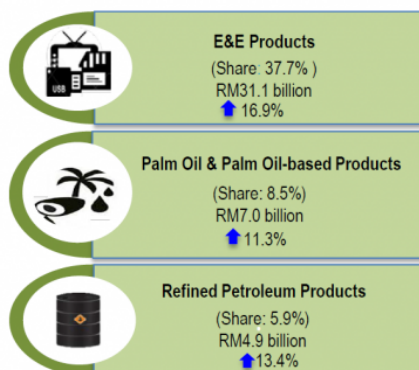 E&E Products
(Share: 37.7% )
RM31.1 billion
16.9%
USB
Palm Oil & Palm Oil-based Products
(Share: 8.5%)
RM7.0 billion
11.3%
Refined Petroleum Products
(Share: 5.9%)
RM4.9 billion
13.4%